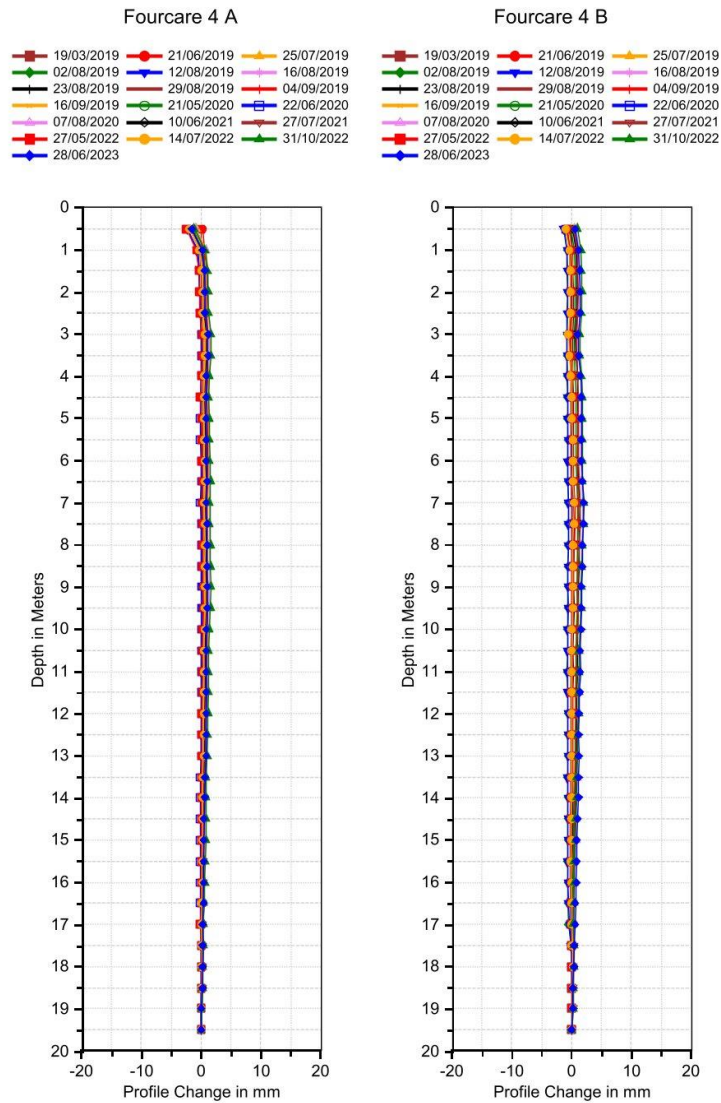 Fourcare 4 A
19/03/2019 21/06/2019 25/07/2019
02/08/2019 12/08/2019 16/08/2019
23/08/2019 29/08/2019 04/09/2019
16/09/2019 21/05/2020 22/06/2020
07/08/2020 10/06/2021 27/07/2021
27/05/2022 14/07/2022 31/10/2022
28/06/2023
0
1
2
3
4
5
6
7
8
9
10
11
12
13
14
15
16
17
18
19
20
Depth in Meters
-20 -10 0 10 20
Profile Change in mm
Fourcare 4 B
19/03/2019 21/06/2019 25/07/2019
02/08/2019 12/08/2019 16/08/2019
23/08/2019 29/08/2019 04/09/2019
16/09/2019 21/05/2020 22/06/2020
07/08/2020 10/06/2021 27/07/2021
27/05/2022 14/07/2022 31/10/2022
28/06/2023
0
1
2
3
4
5
6
7
8
9
10
11
12
13
14
15
16
17
18
19
20
Depth in Meters
-20 -10 0 10 20
Profile Change in mm